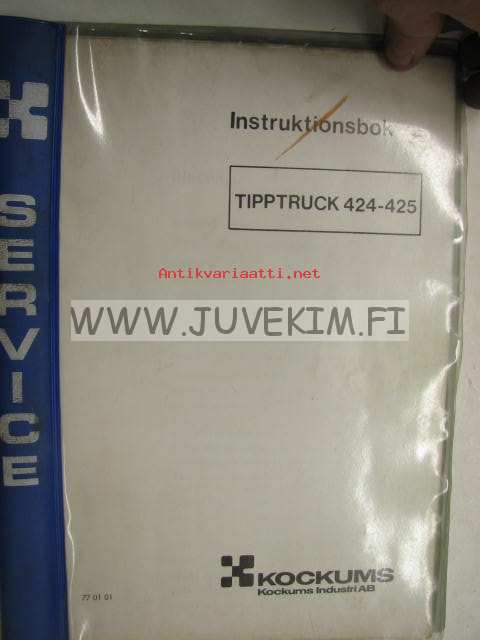 SERVICE
Instruktionsbok
TIPPTRUCK 424-425
Antikvariaatti.net
WWW.JUVEKIM.FI
KOCKUMS
Kockums Industri AB
77 01 01